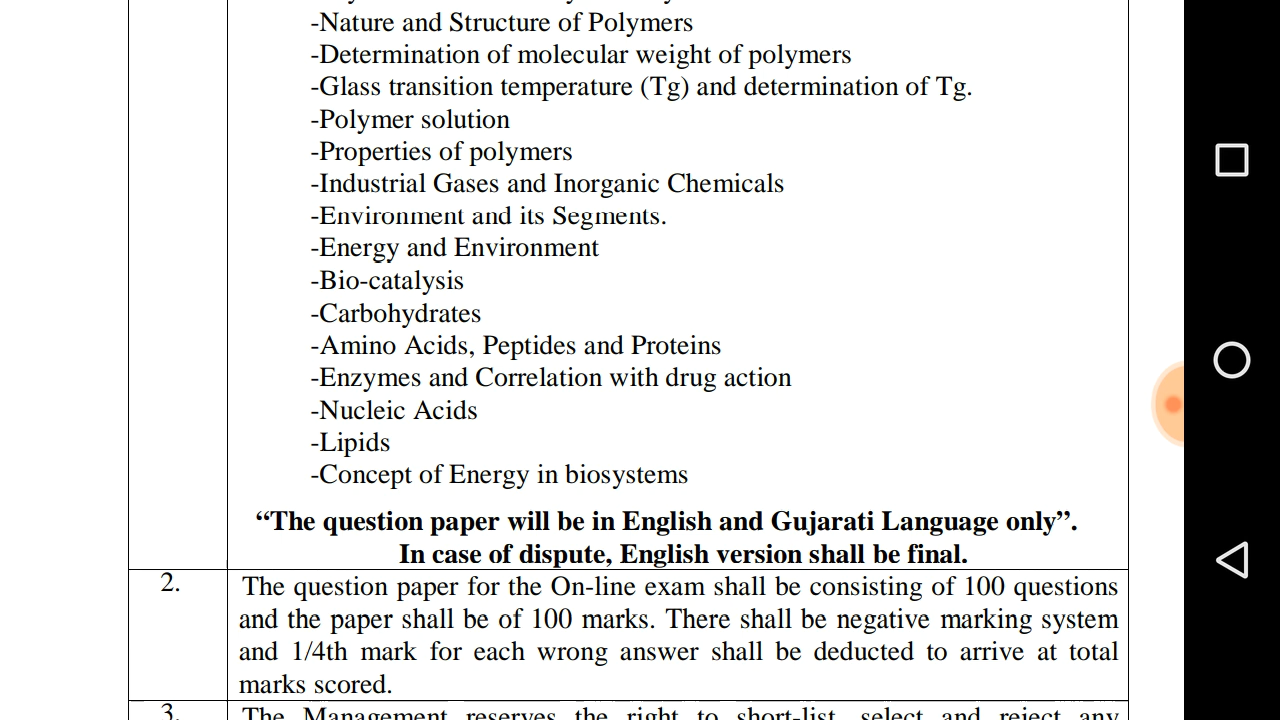 -Nature and Structure of Polymers
-Determination of molecular weight of polymers
-Glass transition temperature (Tg) and determination of Tg.
-Polymer solution
-Properties of polymers
-Industrial Gases and Inorganic Chemicals
-Environment and its Segments.
-Energy and Environment
-Bio-catalysis
-Carbohydrates
-Amino Acids, Peptides and Proteins
-Enzymes and Correlation with drug action
-Nucleic Acids
-Lipids
-Concept of Energy in biosystems
“The question paper will be in English and Gujarati Language only”.
In case of dispute, English version shall be final.
2. The question paper for the On-line exam shall be consisting of 100 questions
and the paper shall be of 100 marks. There shall be negative marking system
and 1/4th mark for each wrong answer shall be deducted to arrive at total
marks scored.
3. The Management reserves the right to short-list, select and reject any